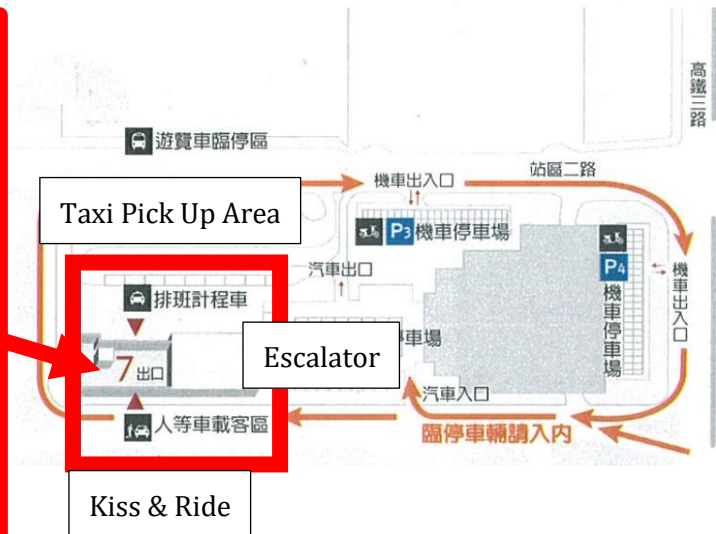 高鐵三路
遊覽車臨停區
站區二路
機車出入口
Taxi Pick Up Area
P3 機車停車場
P4
機車停車場
機車出入口
汽車出口
排班計程車
車場
Escalator
7 出口
汽車入口
人等車載客區
臨停車輛請入內
Kiss & Ride